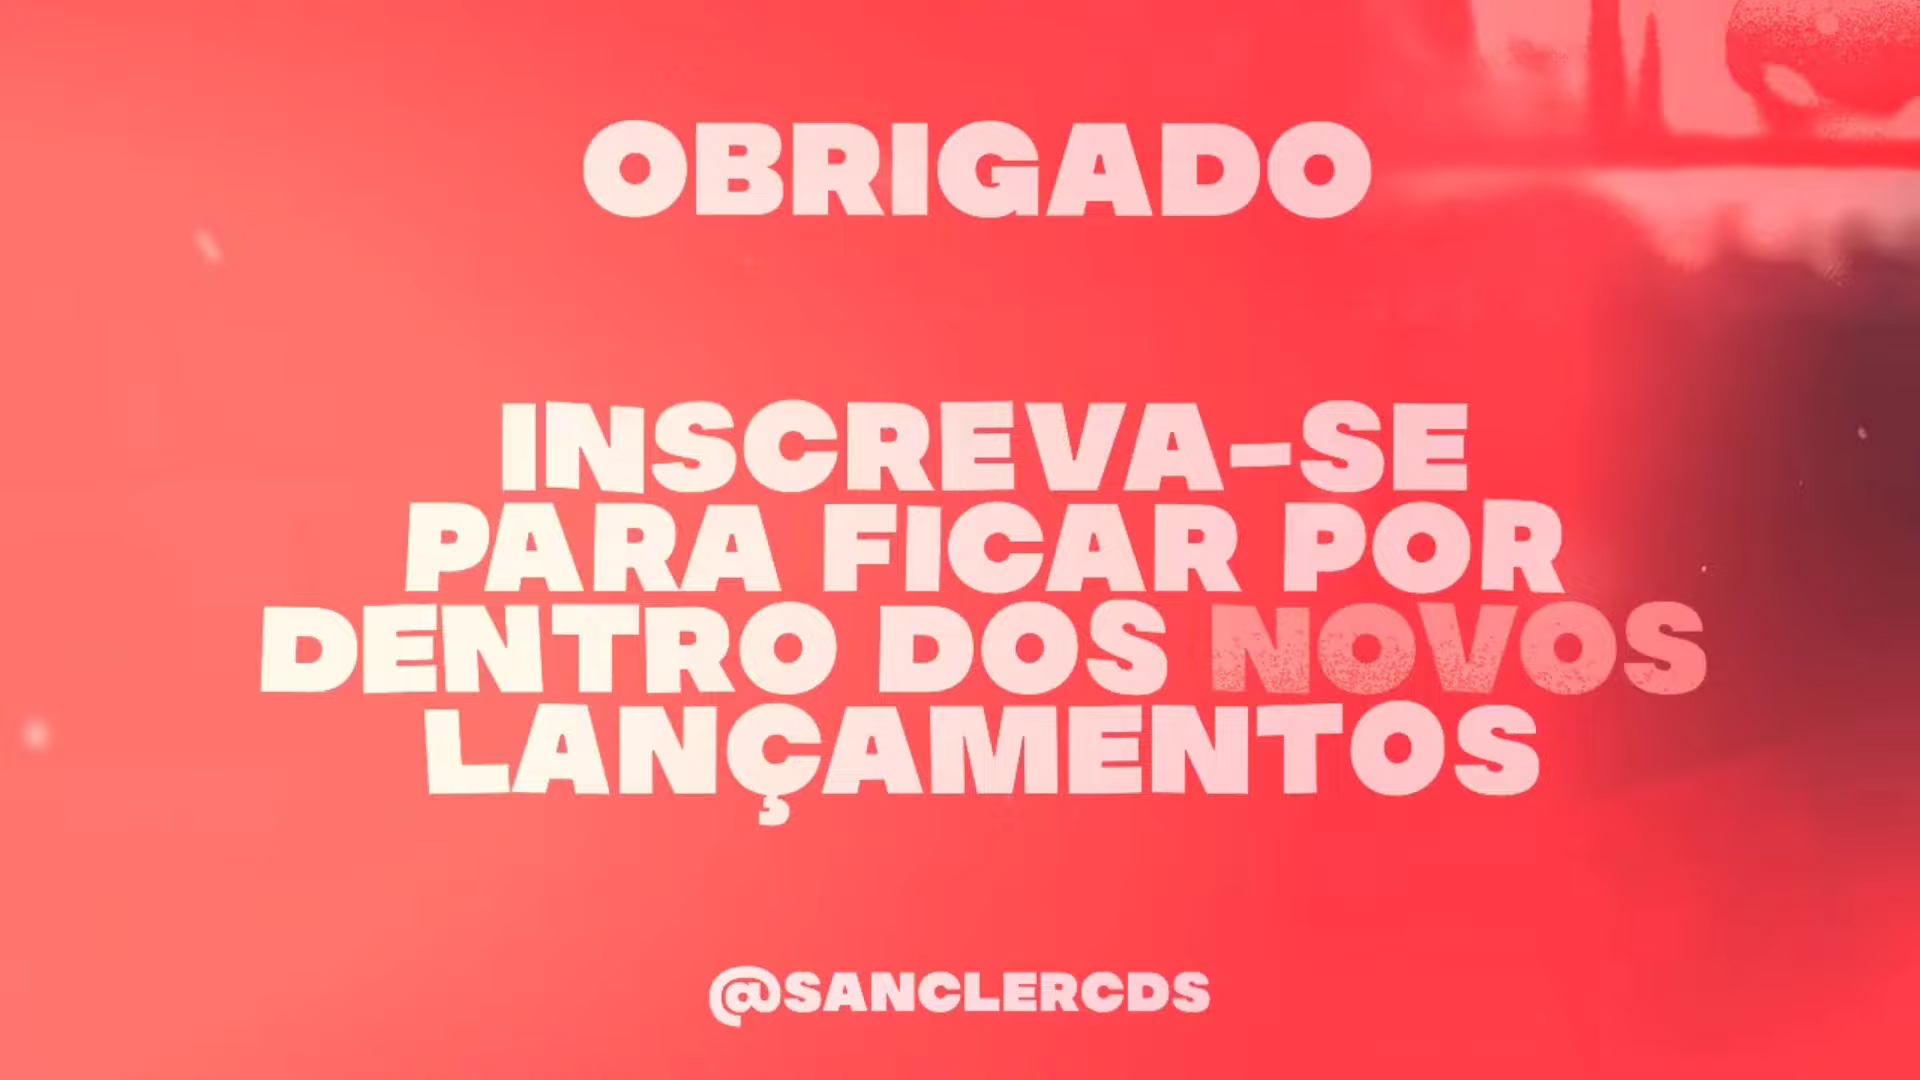 OBRIGADO
INSCREVA-SE
PARA FICAR POR
DENTRO DOS NOVOS
LANÇAMENTOS
@SANCLERCDS